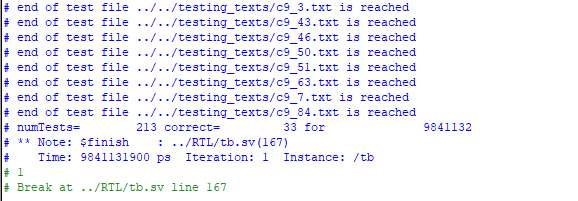 # end of test file ../../testing_texts/c9_3.txt is reached
# end of test file ../../testing_texts/c9_43.txt is reached
# end of test file ../../testing_texts/c9_46.txt is reached
# end of test file ../../testing_texts/c9_50.txt is reached
# end of test file ../../testing_texts/c9_51.txt is reached
# end of test file ../../testing_texts/c9_63.txt is reached
# end of test file ../../testing_texts/c9_7.txt is reached
# end of test file ../../testing_texts/c9_84.txt is reached
# numTests=        213 correct=         33 for               9841132
# ** Note: $finish    : ../RTL/tb.sv(167)
#    Time: 9841131900 ps  Iteration: 1  Instance: /tb
# 1
# Break at ../RTL/tb.sv line 167